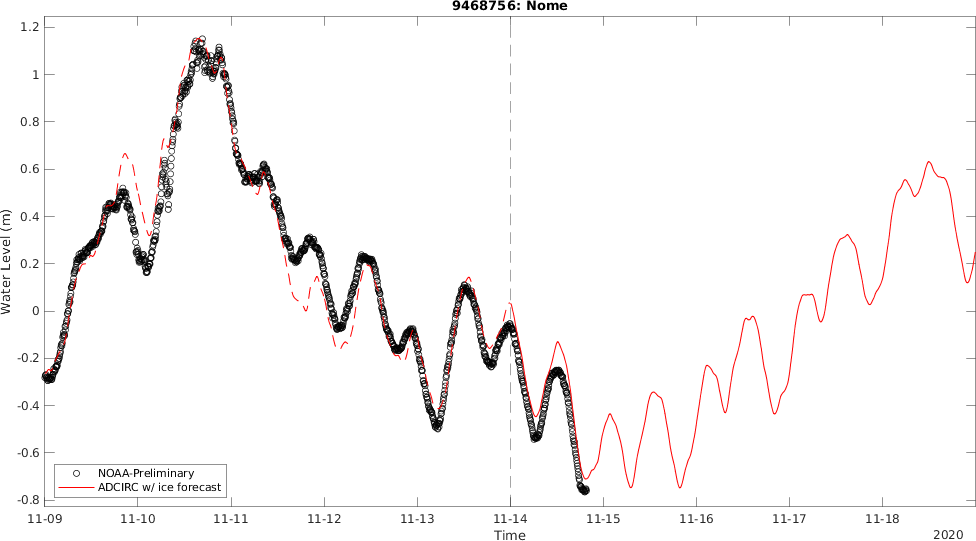 9468756: Nome
Water Level (m)
1.2
1
0.8
0.6
0.4
0.2
0
-0.2
-0.4
-0.6
-0.8
NOAA-Preliminary
ADCIRC w/ ice forecast
11-09 11-10 11-11 11-12 11-13 11-14 11-15 11-16 11-17 11-18
Time
2020